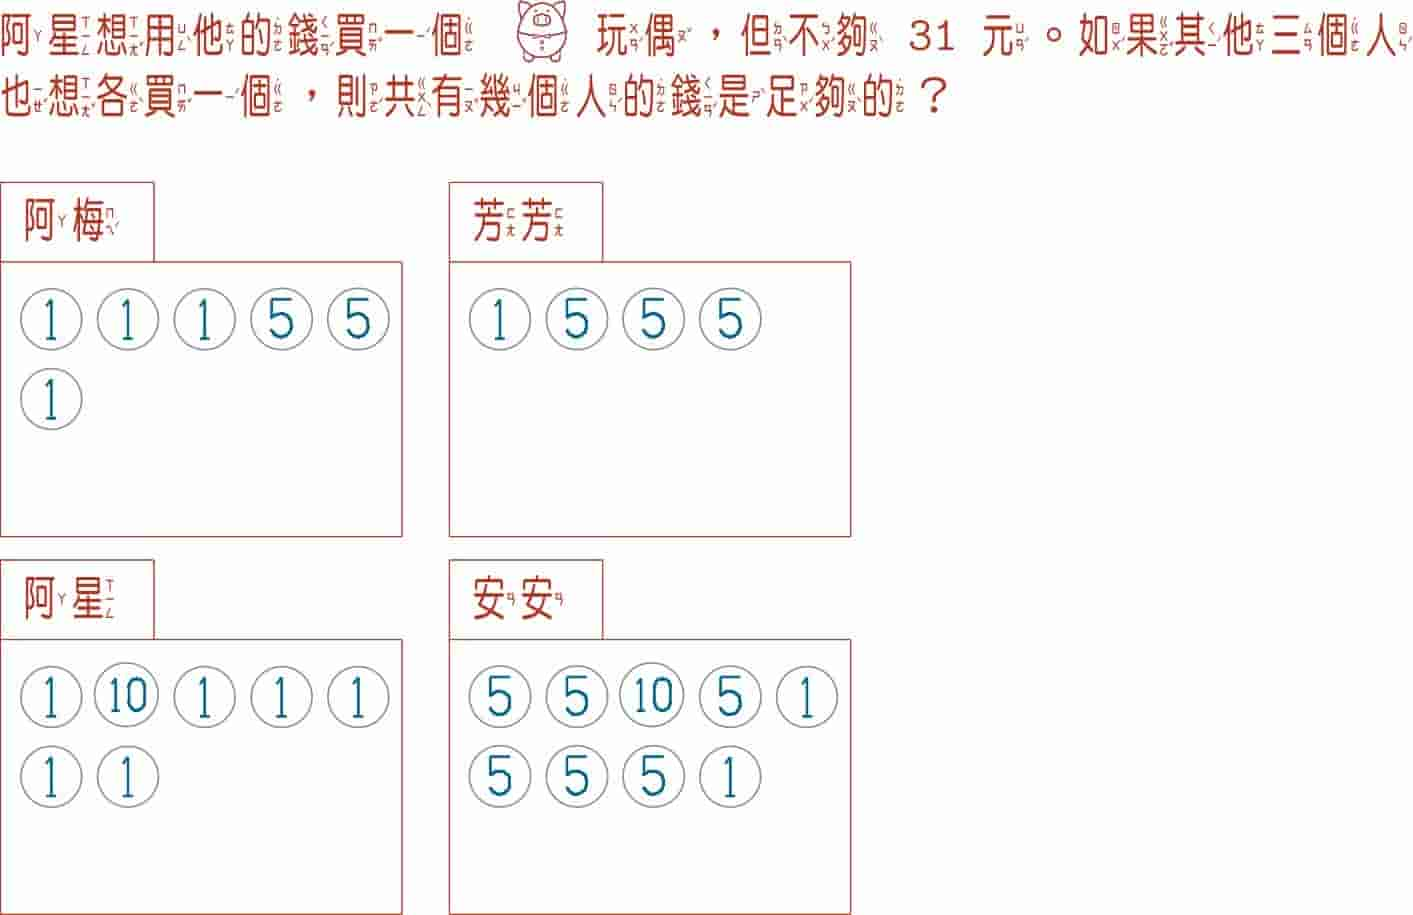 阿星想用他的錢買一個 玩偶，但不夠 31 元。如果其他三個人
也想各買一個，則共有幾個人的錢是足夠的？
阿梅
1 1 1 5 5
1
芳芳
1 5 5 5
阿星
1 10 1 1 1
1 1
安安
5 5 10 5 1
5 5 5 1